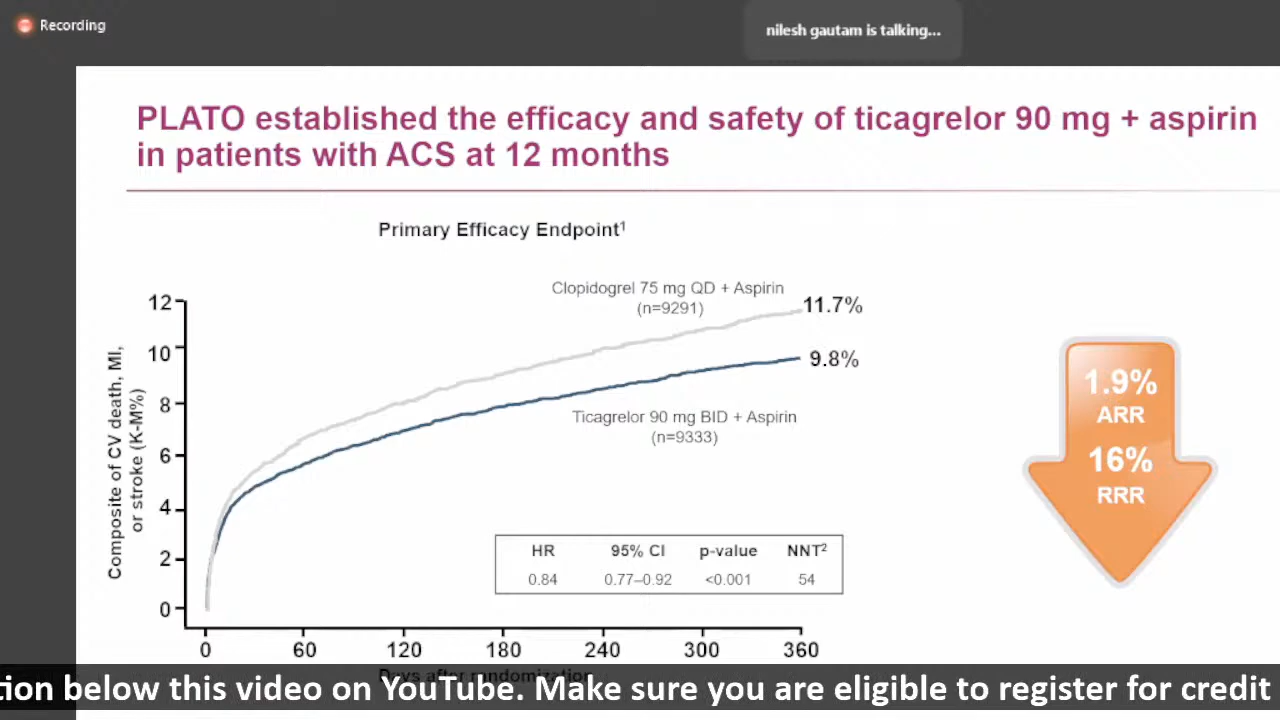 Recording
nilesh gautam is talking...
PLATO established the efficacy and safety of ticagrelor 90 mg + aspirin
in patients with ACS at 12 months
Primary Efficacy Endpoint¹
Composite of CV death, MI,
or stroke (K-M%)
12
10
8
6
4
2
0
Clopidogrel 75 mg QD + Aspirin
(n=9291)
11.7%
9.8%
Ticagrelor 90 mg BID + Aspirin
(n=9333)
HR 95% CI p-value NNT²
0.84 0.77–0.92 <0.001 54
0 60 120 180 240 300 360
Days after randomization
1.9%
ARR
16%
RRR
tion below this video on YouTube. Make sure you are eligible to register for credit